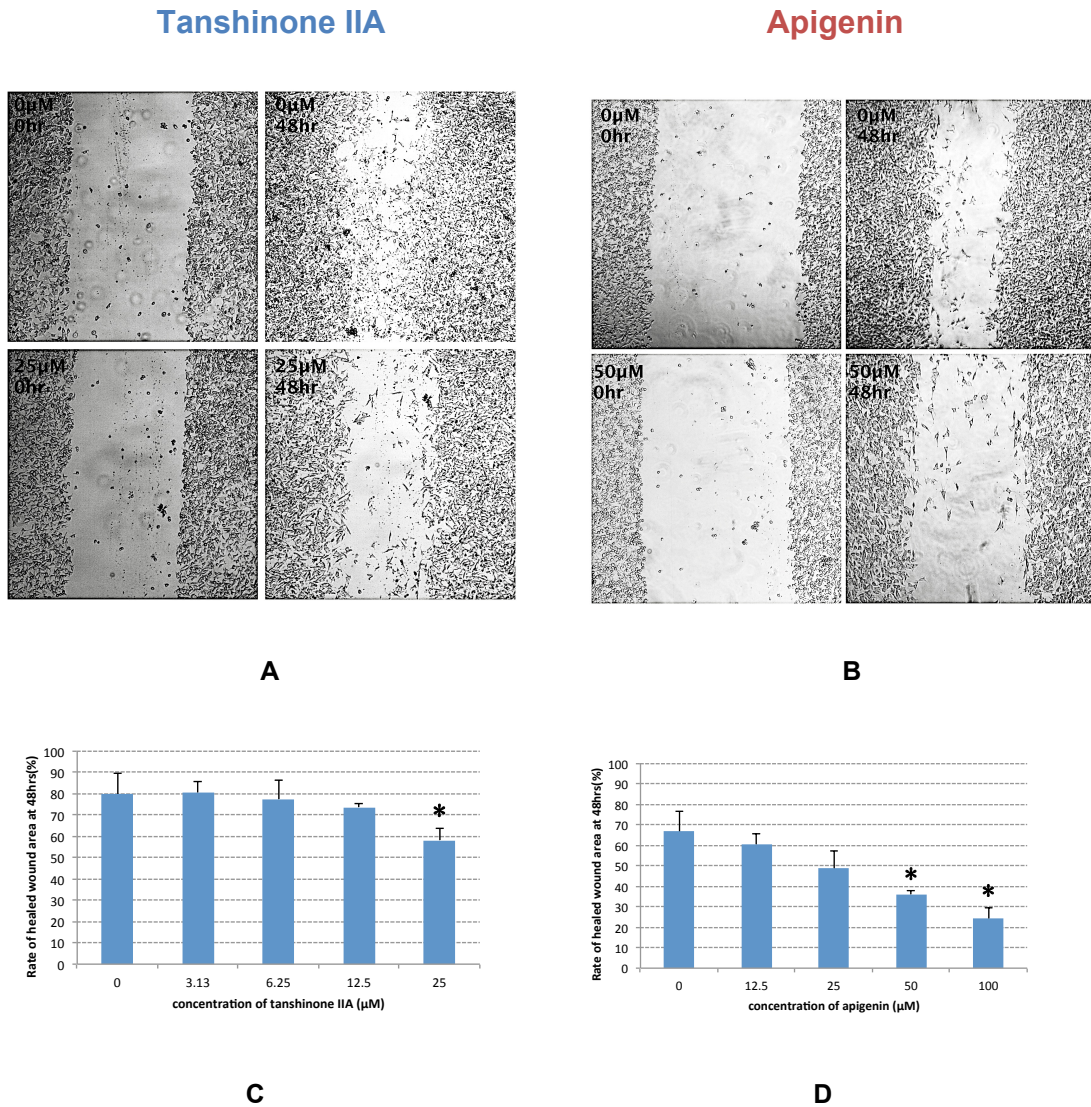 Tanshinone IIA
Apigenin
0µM
0hr
0µM
48hr
25µM
0hr
25µM
48hr
0µM
0hr
0µM
48hr
50µM
0hr
50µM
48hr
A
B
Rate of healed wound area at 48hrs(%)
100
90
80
70
60
50
40
30
20
10
0
*
0
3.13
6.25
12.5
25
concentration of tanshinone IIA (µM)
Rate of healed wound area at 48hrs(%)
100
90
80
70
60
50
40
30
20
10
0
*
*
0
12.5
25
50
100
concentration of apigenin (µM)
C
D